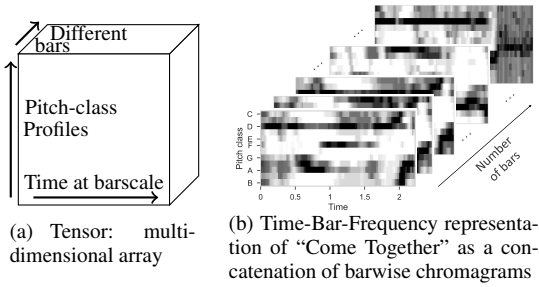 Different
bars
Pitch-class
Profiles
Time at barscale
(a) Tensor: multi-
dimensional array
C
D
E
F
G
A
B
Pitch class
0 0.5 1 1.5 2
Time
...
...
Number
of bars
(b) Time-Bar-Frequency representa-
tion of “Come Together” as a con-
catenation of barwise chromagrams